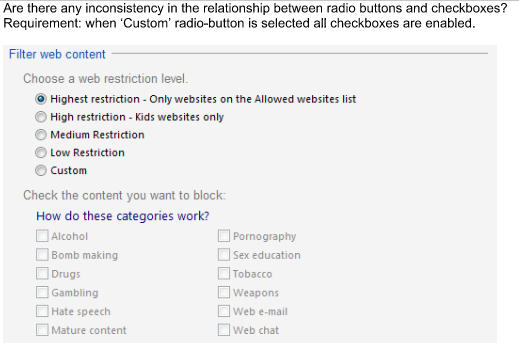 Are there any inconsistency in the relationship between radio buttons and checkboxes?
Requirement: when ‘Custom’ radio-button is selected all checkboxes are enabled.
Filter web content
Choose a web restriction level.
Highest restriction - Only websites on the Allowed websites list
High restriction - Kids websites only
Medium Restriction
Low Restriction
Custom
Check the content you want to block:
How do these categories work?
Alcohol
Pornography
Bomb making
Sex education
Drugs
Tobacco
Gambling
Weapons
Hate speech
Web e-mail
Mature content
Web chat